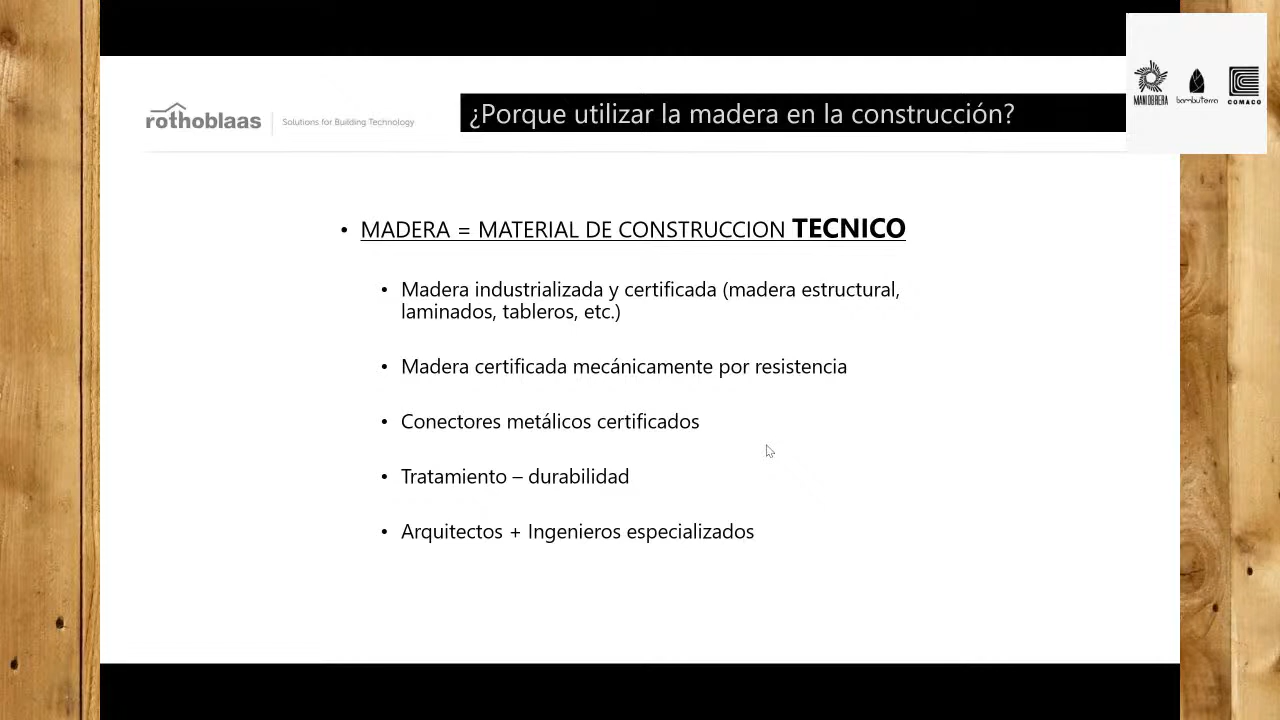 rothoblaas
Solutions for Building Technology
¿Porque utilizar la madera en la construcción?
MANIOBRERA
bambuterra
COMACO
• MADERA = MATERIAL DE CONSTRUCCION TECNICO
• Madera industrializada y certificada (madera estructural,
laminados, tableros, etc.)
• Madera certificada mecánicamente por resistencia
• Conectores metálicos certificados
• Tratamiento – durabilidad
• Arquitectos + Ingenieros especializados